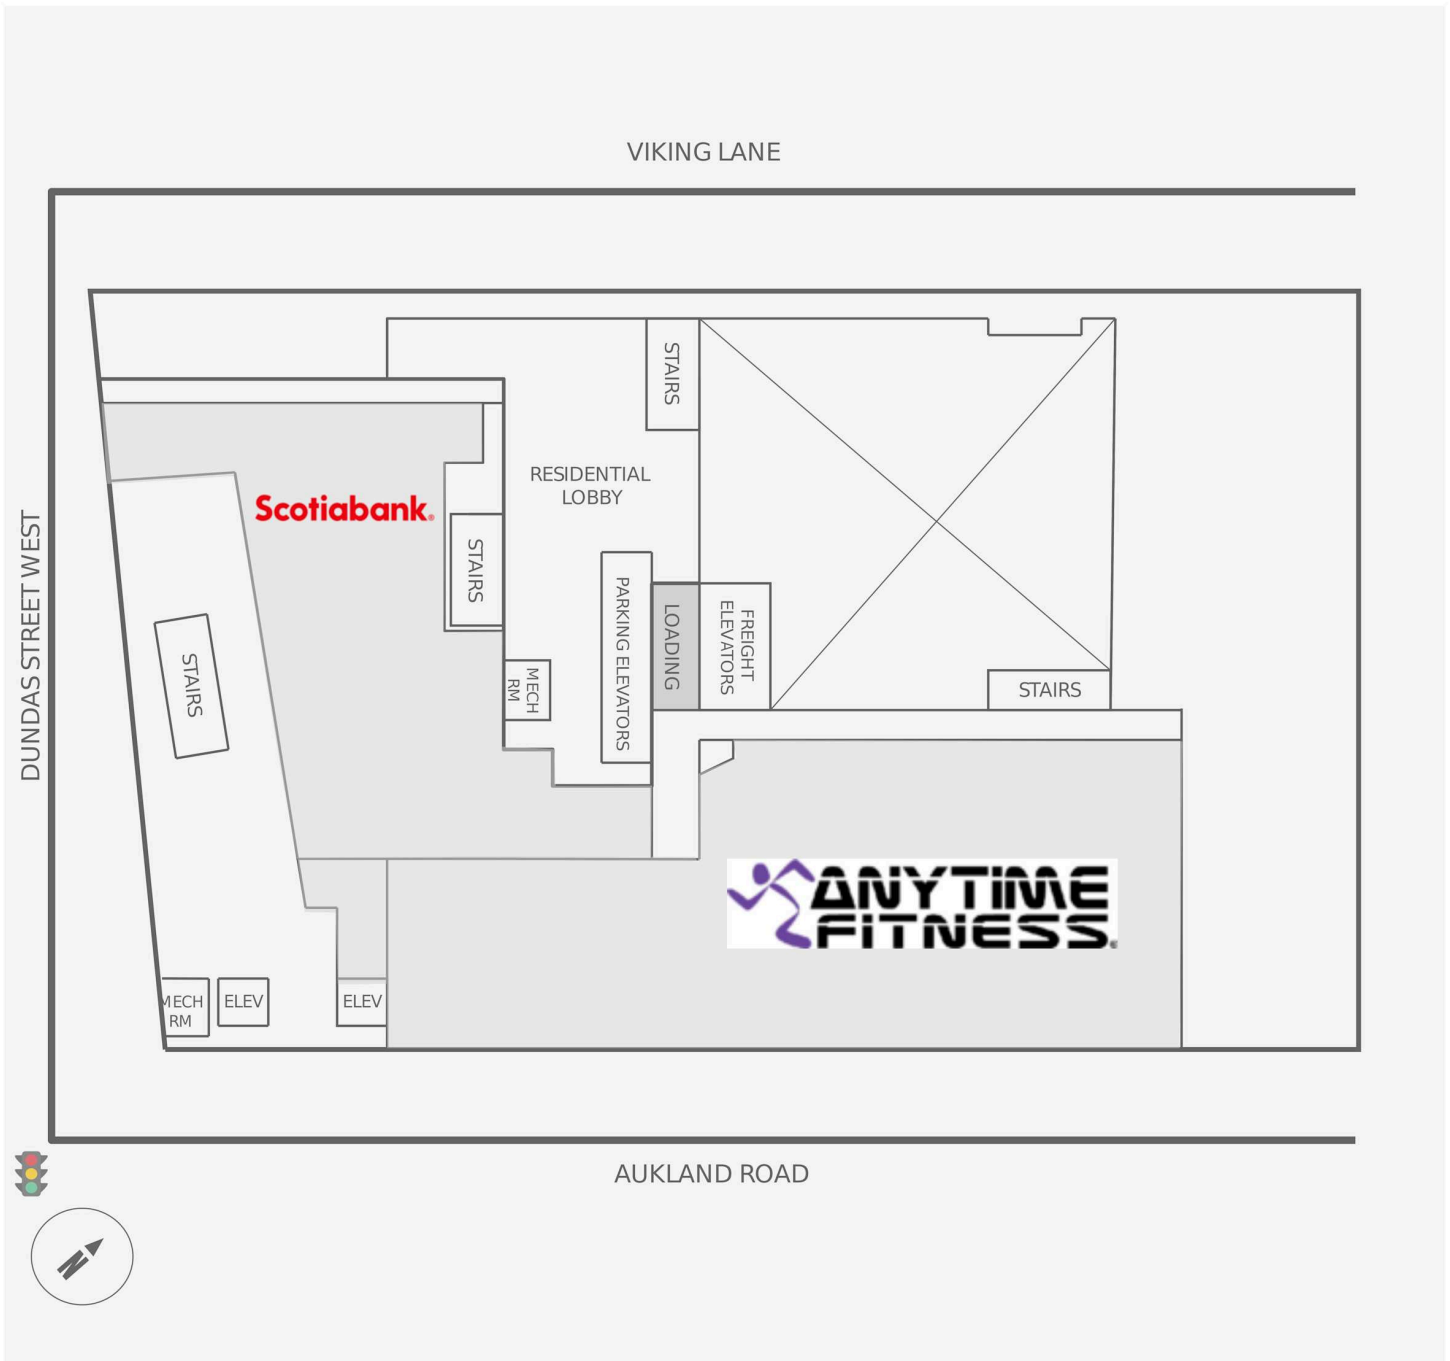 VIKING LANE
STAIRS
RESIDENTIAL
LOBBY
Scotiabank
STAIRS
DUNDAS STREET WEST
PARKING ELEVATORS
LOADING
FREIGHT
ELEVATORS
STAIRS
MECH
RM
STAIRS
ANYTIME
FITNESS
MECH
RM
ELEV
ELEV
AUKLAND ROAD
N